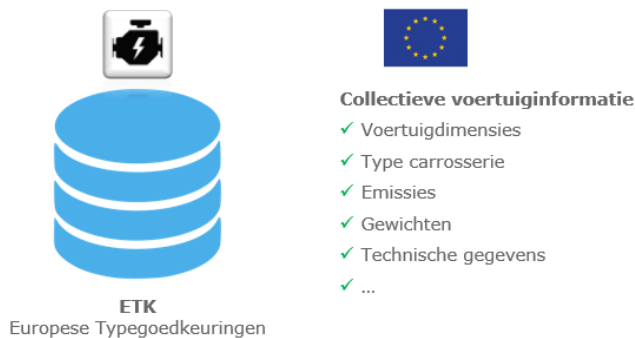 ETK
Europese Typegoedkeuringen
Collectieve voertuiginformatie
✓ Voertuigdimensies
✓ Type carrosserie
✓ Emissies
✓ Gewichten
✓ Technische gegevens
✓ ...